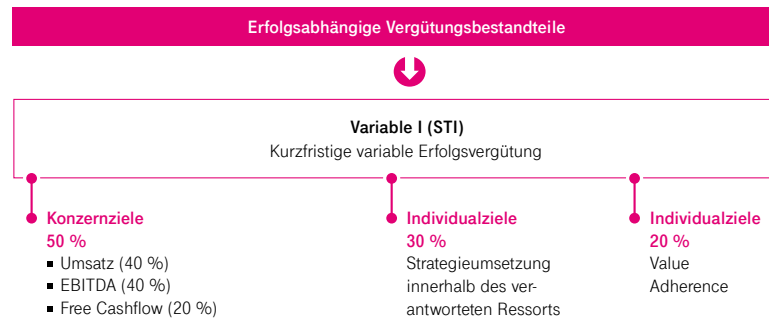 Erfolgsabhängige Vergütungsbestandteile
Variable I (STI)
Kurzfristige variable Erfolgsvergütung
Konzernziele
50 %
▪ Umsatz (40 %)
▪ EBITDA (40 %)
▪ Free Cashflow (20 %)
Individualziele
30 %
Strategieumsetzung
innerhalb des ver-
antworteten Ressorts
Individualziele
20 %
Value
Adherence